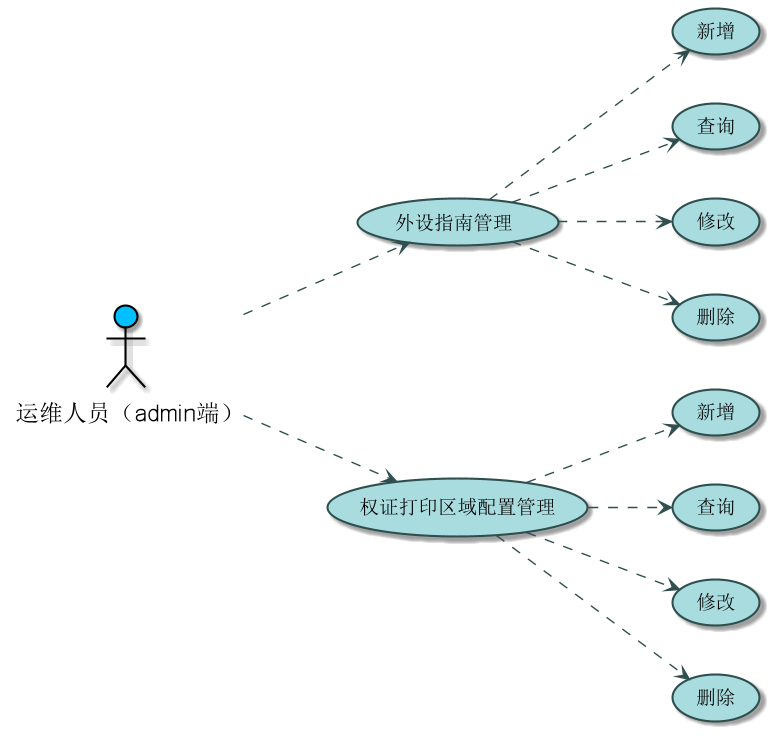 新增
查询
外设指南管理
修改
删除
运维人员（admin端）
新增
权证打印区域配置管理
查询
修改
删除